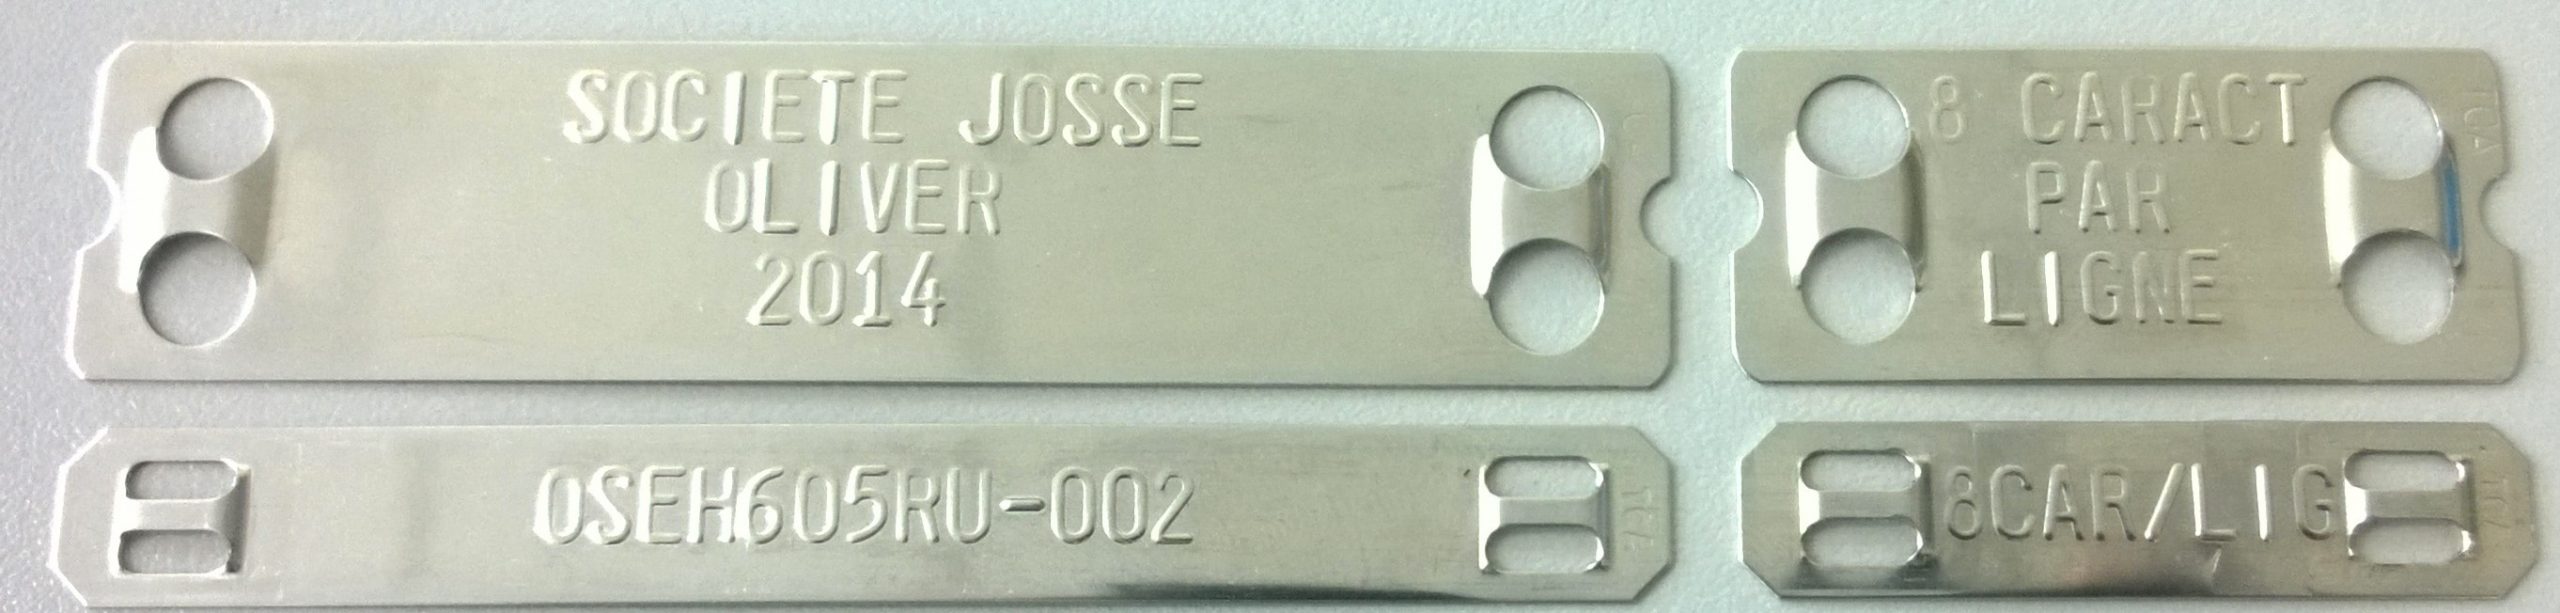 SOCIETE JOSSE
OLIVER
2014
8 CARACT
PAR
LIGNE
OSEH605RU-002
8CAR/LIG